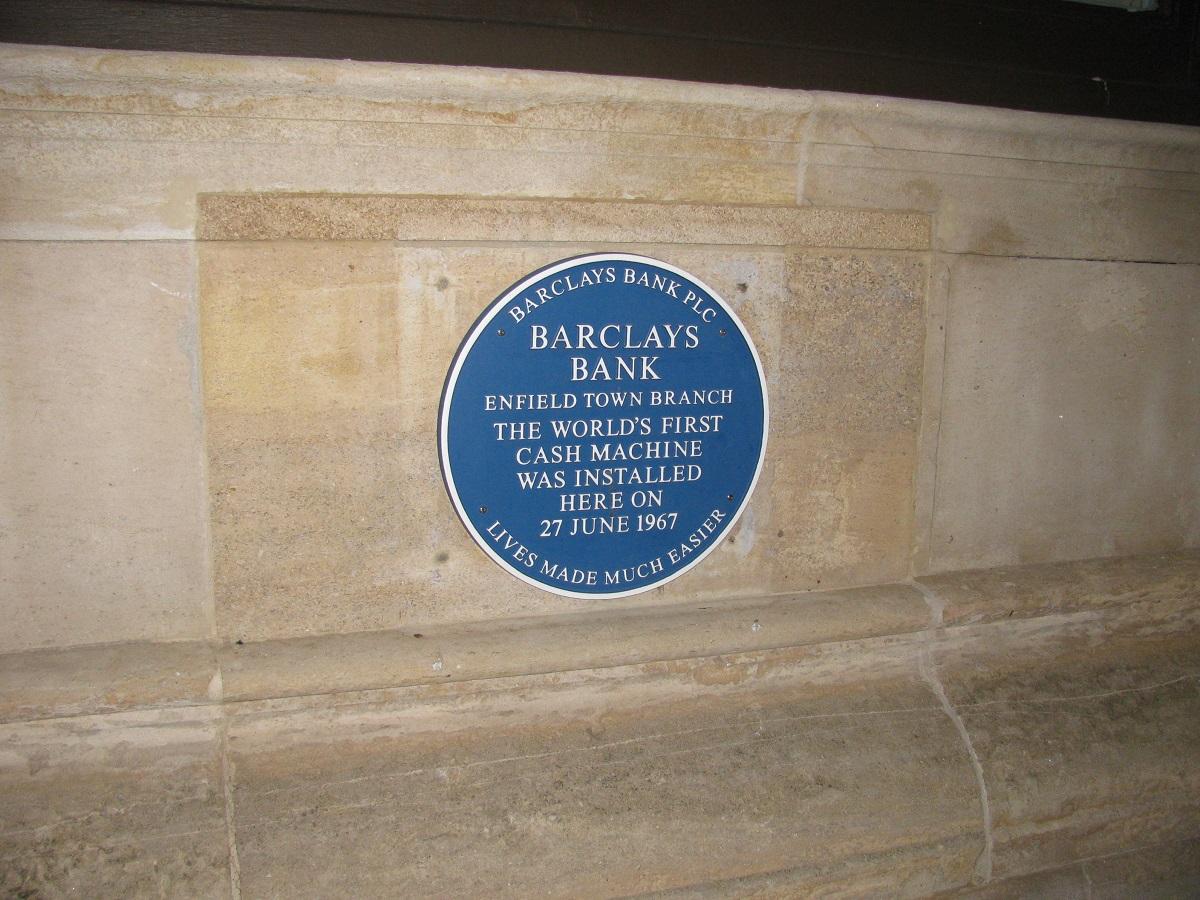 BARCLAYS BANK PLC
BARCLAYS
BANK
ENFIELD TOWN BRANCH
THE WORLD'S FIRST
CASH MACHINE
WAS INSTALLED
HERE ON
27 JUNE 1967
LIVES MADE MUCH EASIER